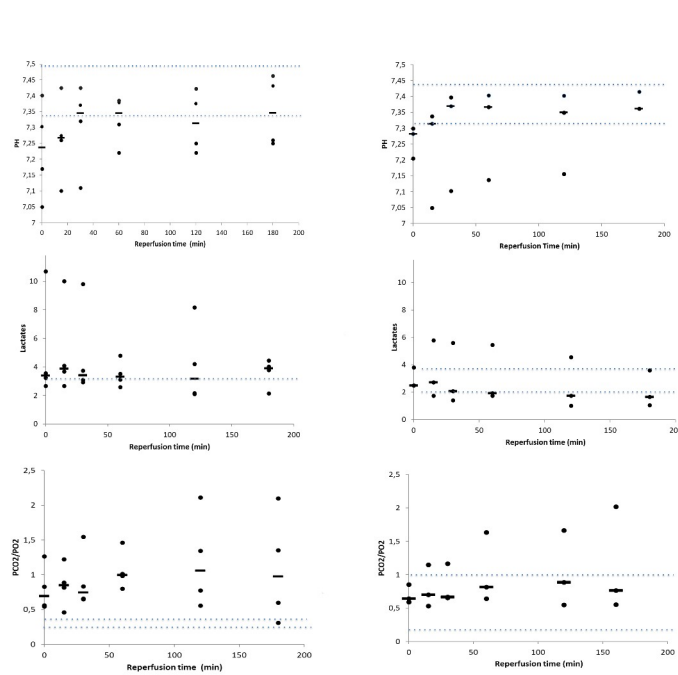 7,5
7,45
7,4
7,35
7,3
7,25
7,2
7,15
7,1
7,05
7
PH
0 20 40 60 80 100 120 140 160 180 200
Reperfusion time (min)
7,5
7,45
7,4
7,35
7,3
7,25
7,2
7,15
7,1
7,05
7
PH
0 50 100 150 200
Reperfusion Time (min)
10
8
6
4
2
0
Lactates
0 50 100 150 200
Reperfusion time (min)
10
8
6
4
2
0
Lactates
0 50 100 150 200
Reperfusion time (min)
2,5
2
1,5
1
0,5
0
PCO2/PO2
0 50 100 150 200
Reperfusion time (min)
2,5
2
1,5
1
0,5
0
PCO2/PO2
0 50 100 150 200
Reperfusion time (min)